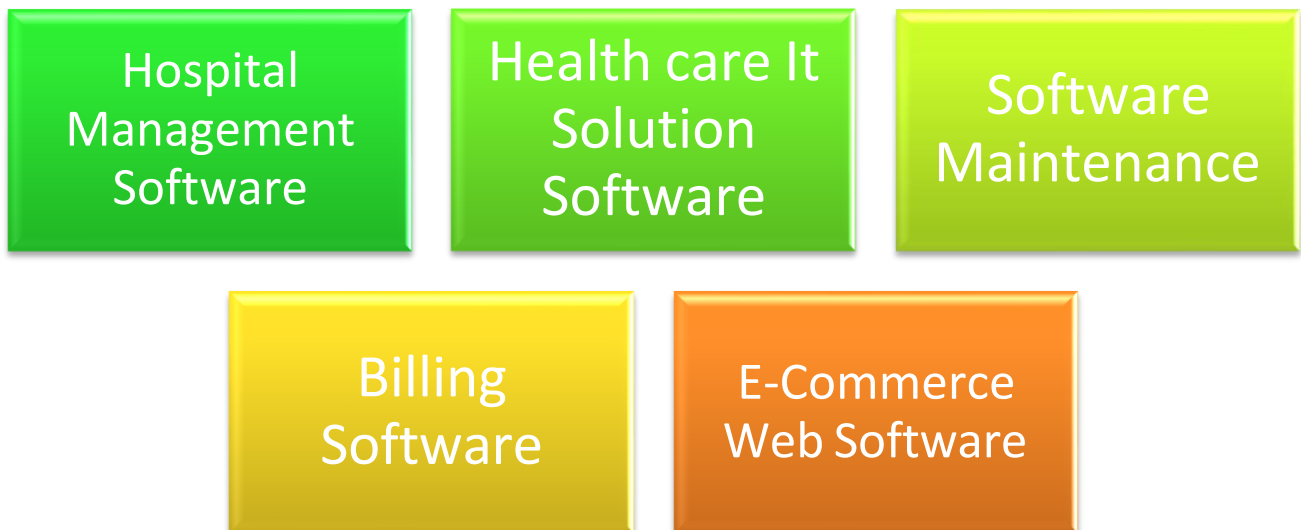 Hospital
Management
Software
Health care It
Solution
Software
Software
Maintenance
Billing
Software
E-Commerce
Web Software